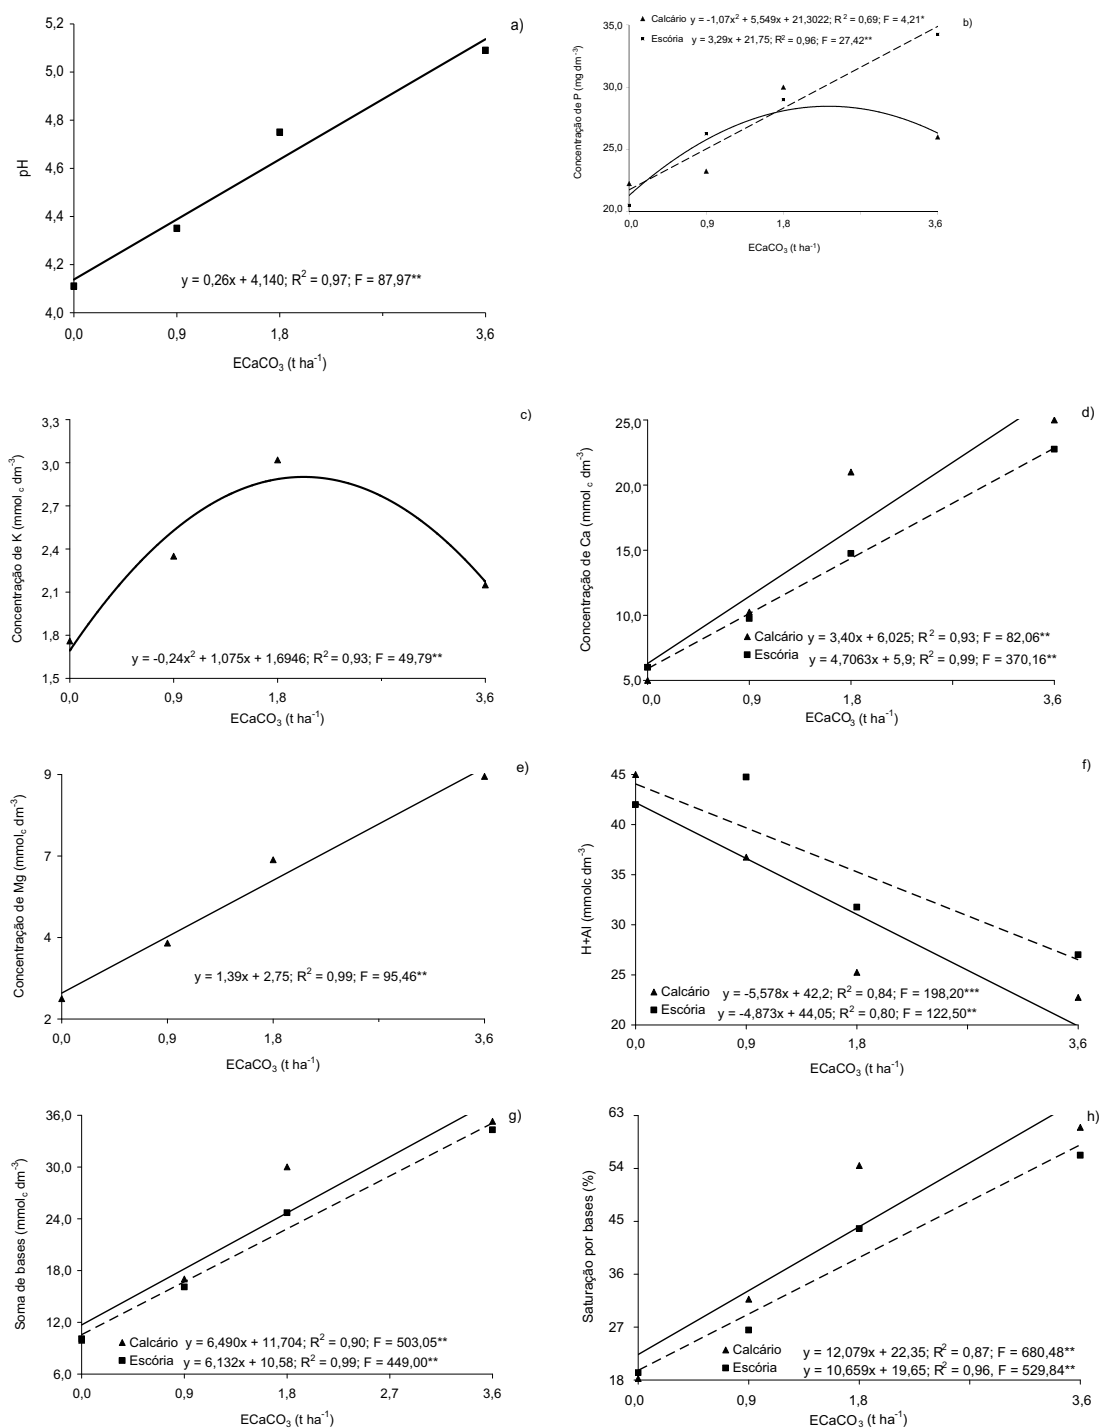 a)
5,2
5,0
4,8
4,6
4,4
4,2
4,0
pH
y = 0,26x + 4,140; R² = 0,97; F = 87,97**
0,0 0,9 1,8 3,6
ECaCO₃ (t ha⁻¹)
b)
Calcário y = -1,07x² + 5,549x + 21,3022; R² = 0,69; F = 4,21*
Escória y = 3,29x + 21,75; R² = 0,96; F = 27,42**
35,0
30,0
25,0
20,0
Concentração de P (mg dm⁻³)
0,0 0,9 1,8 3,6
ECaCO₃ (t ha⁻¹)
c)
3,3
3,0
2,7
2,4
2,1
1,8
1,5
Concentração de K (mmol c dm⁻³)
y = -0,24x² + 1,075x + 1,6946; R² = 0,93; F = 49,79**
0,0 0,9 1,8 3,6
ECaCO₃ (t ha⁻¹)
d)
25,0
20,0
15,0
10,0
5,0
Concentração de Ca (mmol c dm⁻³)
Calcário y = 3,40x + 6,025; R² = 0,93; F = 82,06**
Escória y = 4,7063x + 5,9; R² = 0,99; F = 370,16**
0,0 0,9 1,8 3,6
ECaCO₃ (t ha⁻¹)
e)
9
7
4
2
Concentração de Mg (mmolc dm⁻³)
y = 1,39x + 2,75; R² = 0,99; F = 95,46**
0,0 0,9 1,8 3,6
ECaCO₃ (t ha⁻¹)
f)
45
40
35
30
25
20
H+Al (mmolc dm⁻³)
Calcário y = -5,578x + 42,2; R² = 0,84; F = 198,20***
Escória y = -4,873x + 44,05; R² = 0,80; F = 122,50**
0,0 0,9 1,8 3,6
ECaCO₃ (t ha⁻¹)
g)
36,0
30,0
24,0
18,0
12,0
6,0
Soma de bases (mmolc dm⁻³)
Calcário y = 6,490x + 11,704; R² = 0,90; F = 503,05**
Escória y = 6,132x + 10,58; R² = 0,99; F = 449,00**
0,0 0,9 1,8 2,7 3,6
ECaCO₃ (t ha⁻¹)
h)
63
54
45
36
27
18
Saturação por bases (%)
Calcário y = 12,079x + 22,35; R² = 0,87; F = 680,48**
Escória y = 10,659x + 19,65; R² = 0,96, F = 529,84**
0,0 0,9 1,8 3,6
ECaCO₃ (t ha⁻¹)